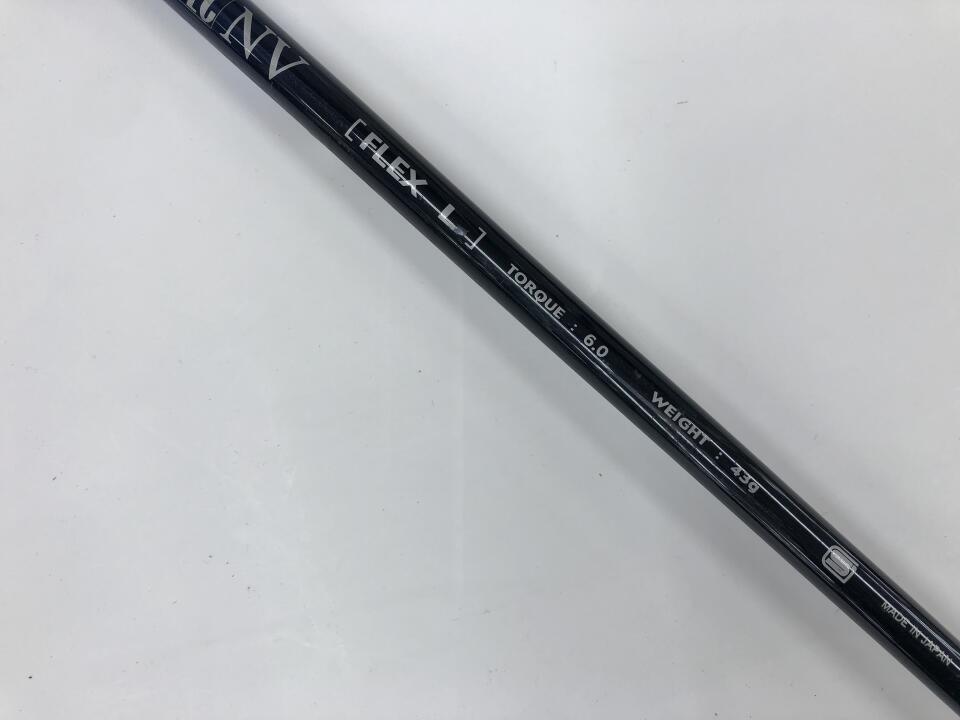 NV
[FLEX L]
TORQUE : 6.0
WEIGHT : 43g
MADE IN JAPAN